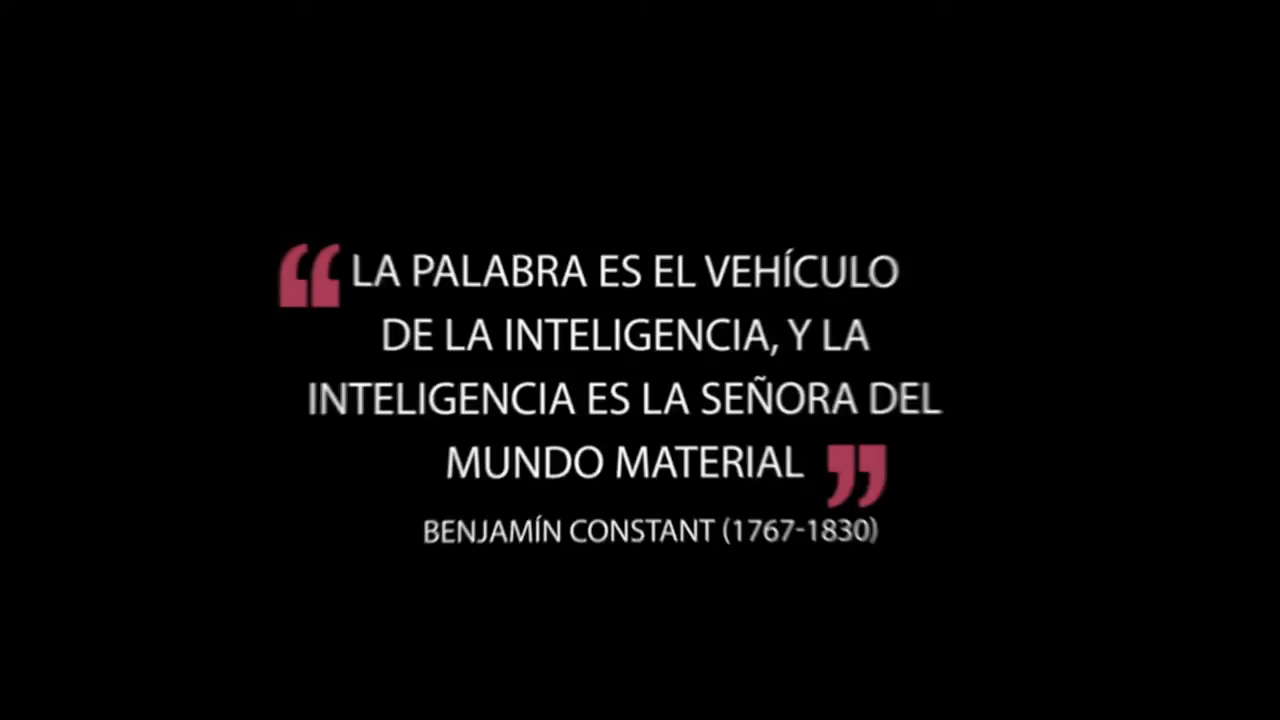 “LA PALABRA ES EL VEHÍCULO
DE LA INTELIGENCIA, Y LA
INTELIGENCIA ES LA SEÑORA DEL
MUNDO MATERIAL”
BENJAMÍN CONSTANT (1767-1830)